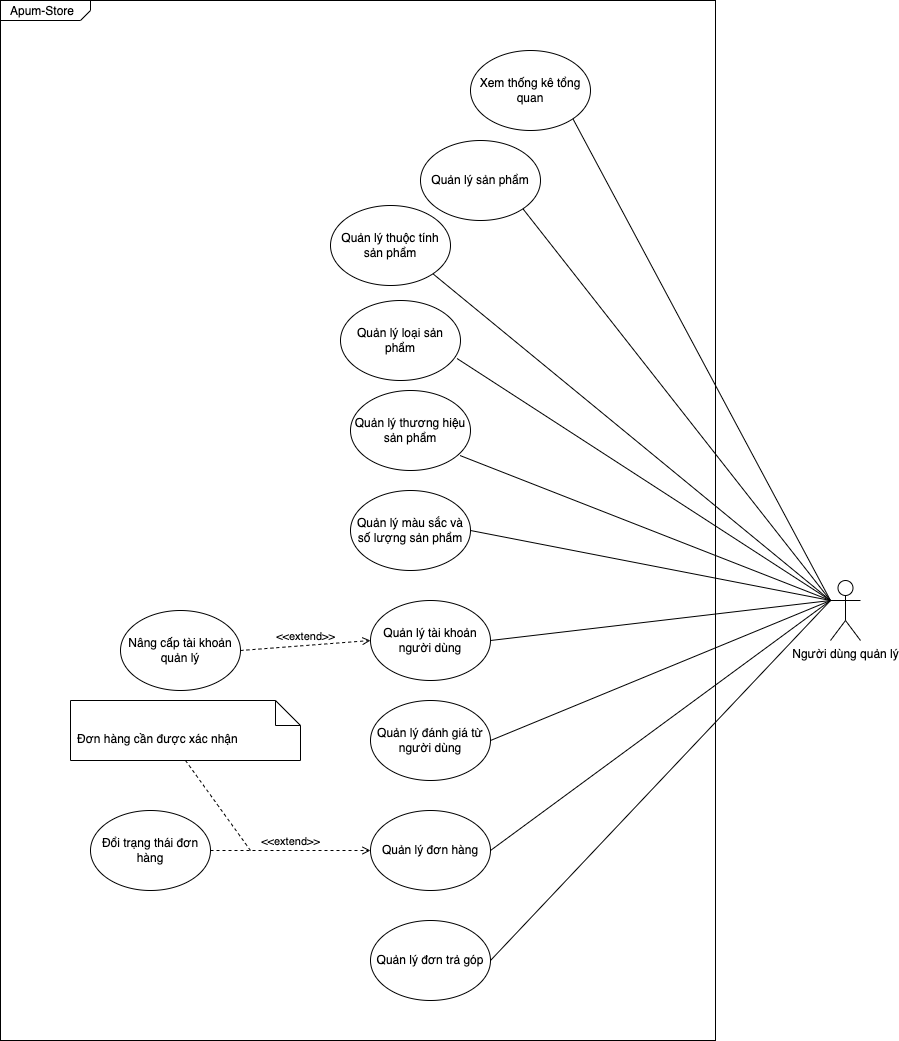 Apum-Store
Xem thống kê tổng
quan
Quản lý sản phẩm
Quản lý thuộc tính
sản phẩm
Quản lý loại sản
phẩm
Quản lý thương hiệu
sản phẩm
Quản lý màu sắc và
số lượng sản phẩm
Nâng cấp tài khoản
quản lý
<<extend>>
Quản lý tài khoản
người dùng
Người dùng quản lý
Đơn hàng cần được xác nhận
Quản lý đánh giá từ
người dùng
Đổi trạng thái đơn
hàng
<<extend>>
Quản lý đơn hàng
Quản lý đơn trả góp